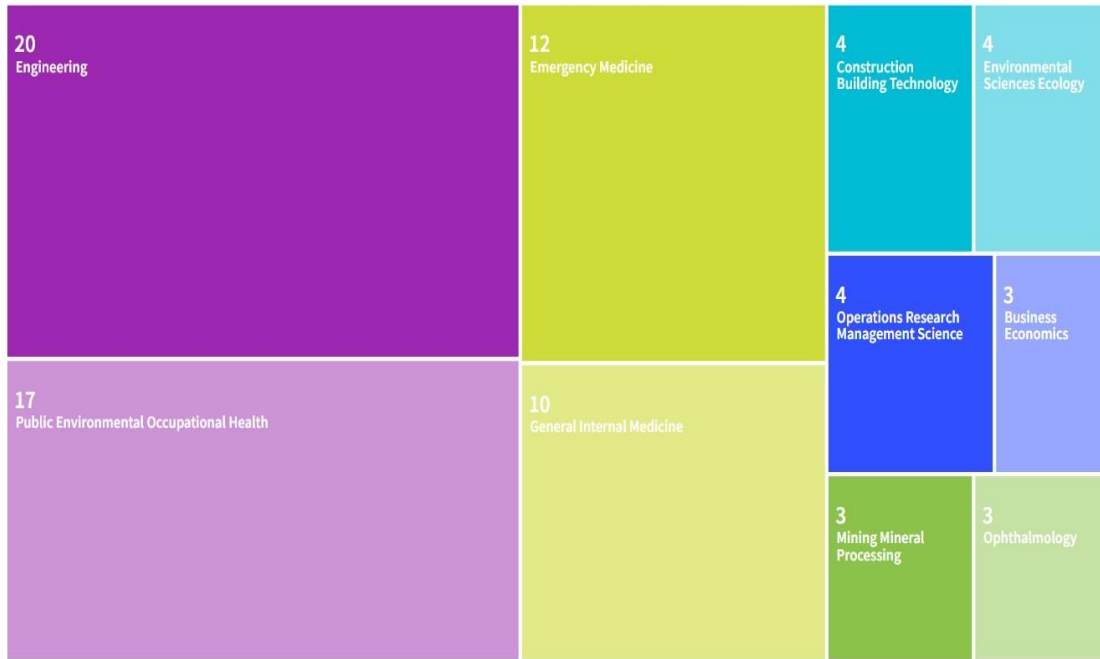 20
Engineering
12
Emergency Medicine
4
Construction
Building Technology
4
Environmental
Sciences Ecology
4
Operations Research
Management Science
3
Business
Economics
17
Public Environmental Occupational Health
10
General Internal Medicine
3
Mining Mineral
Processing
3
Ophthalmology